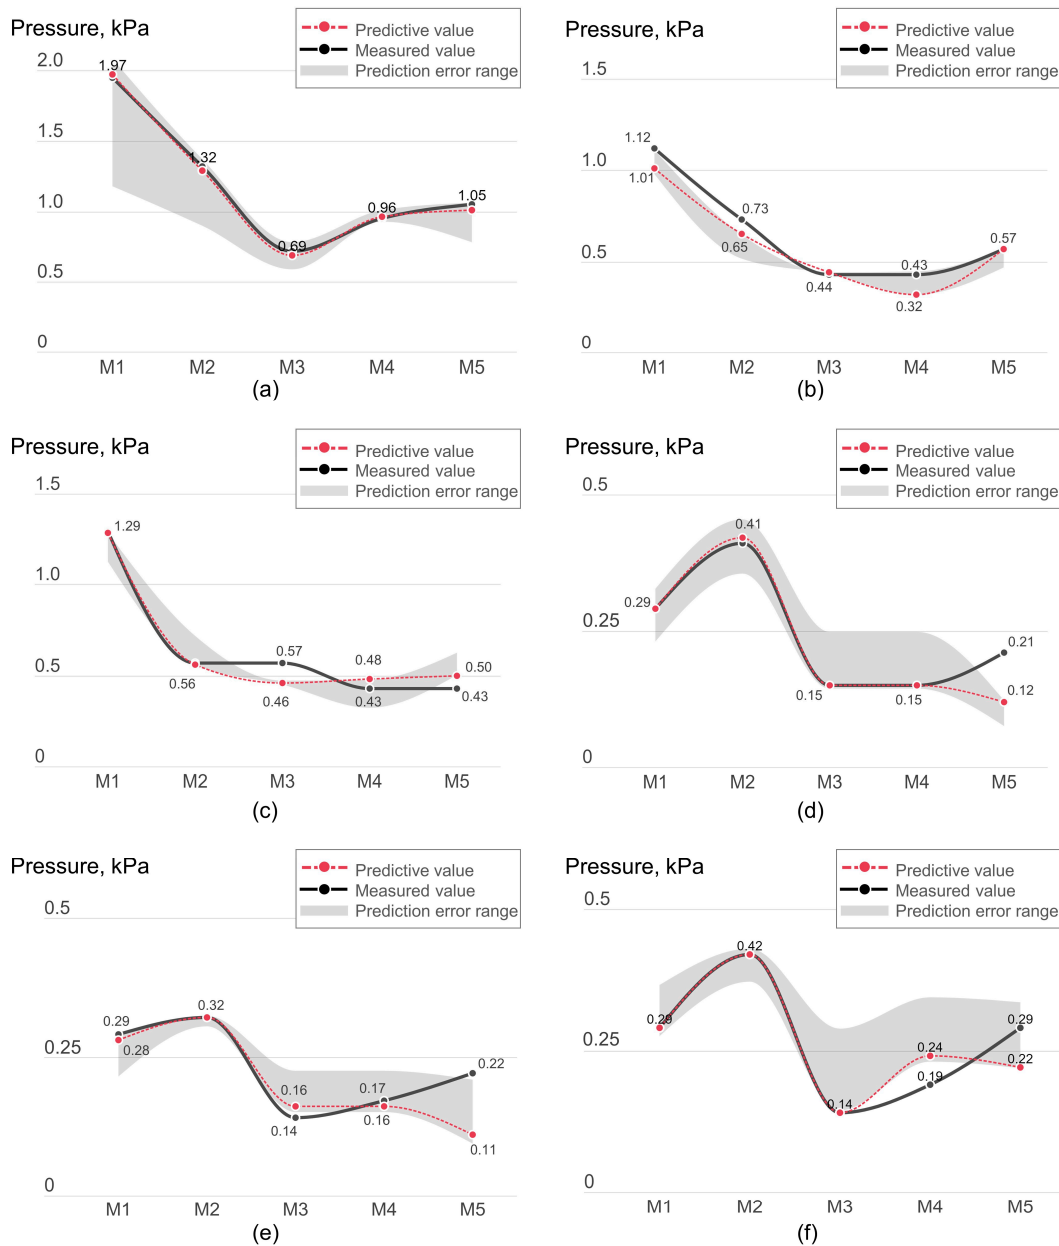 Pressure, kPa
Predictive value
Measured value
Prediction error range
2.0
1.5
1.0
0.5
0
1.97
1.32
0.69
0.96
1.05
M1 M2 M3 M4 M5
(a)
Pressure, kPa
Predictive value
Measured value
Prediction error range
1.5
1.0
0.5
0
1.12
1.01
0.73
0.65
0.44
0.43
0.32
0.57
M1 M2 M3 M4 M5
(b)
Pressure, kPa
Predictive value
Measured value
Prediction error range
1.5
1.0
0.5
0
1.29
0.56
0.57
0.46
0.48
0.43
0.50
0.43
M1 M2 M3 M4 M5
(c)
Pressure, kPa
Predictive value
Measured value
Prediction error range
0.5
0.25
0
0.29
0.41
0.15
0.15
0.21
0.12
M1 M2 M3 M4 M5
(d)
Pressure, kPa
Predictive value
Measured value
Prediction error range
0.5
0.25
0
0.29
0.28
0.32
0.16
0.14
0.17
0.16
0.22
0.11
M1 M2 M3 M4 M5
(e)
Pressure, kPa
Predictive value
Measured value
Prediction error range
0.5
0.25
0
0.29
0.42
0.14
0.24
0.19
0.29
0.22
M1 M2 M3 M4 M5
(f)